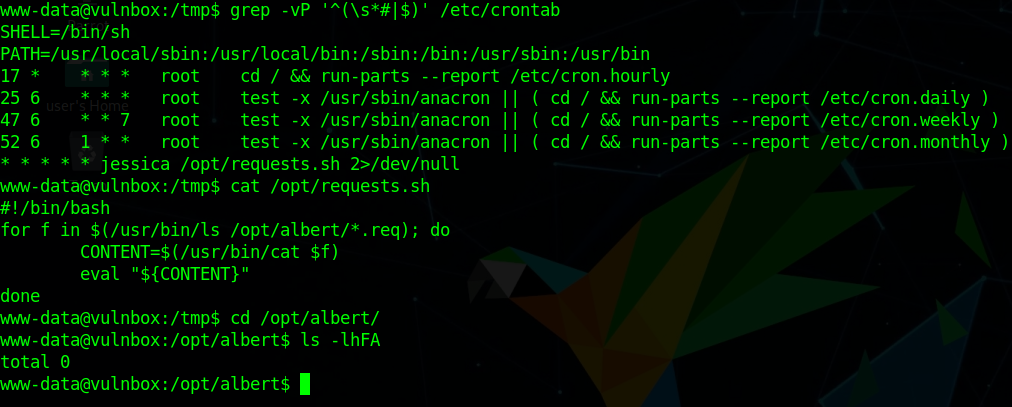 www-data@vulnbox:/tmp$ grep -vP '^(\s*#|$)' /etc/crontab
SHELL=/bin/sh
PATH=/usr/local/sbin:/usr/local/bin:/sbin:/bin:/usr/sbin:/usr/bin
17 *    * * *   root    cd / && run-parts --report /etc/cron.hourly
25 6    * * *   root    test -x /usr/sbin/anacron || ( cd / && run-parts --report /etc/cron.daily )
47 6    * * 7   root    test -x /usr/sbin/anacron || ( cd / && run-parts --report /etc/cron.weekly )
52 6    1 * *   root    test -x /usr/sbin/anacron || ( cd / && run-parts --report /etc/cron.monthly )
* * * * * jessica /opt/requests.sh 2>/dev/null
www-data@vulnbox:/tmp$ cat /opt/requests.sh
#!/bin/bash
for f in $(/usr/bin/ls /opt/albert/*.req); do
        CONTENT=$(/usr/bin/cat $f)
        eval "${CONTENT}"
done
www-data@vulnbox:/tmp$ cd /opt/albert/
www-data@vulnbox:/opt/albert$ ls -lhFA
total 0
www-data@vulnbox:/opt/albert$
user's Home